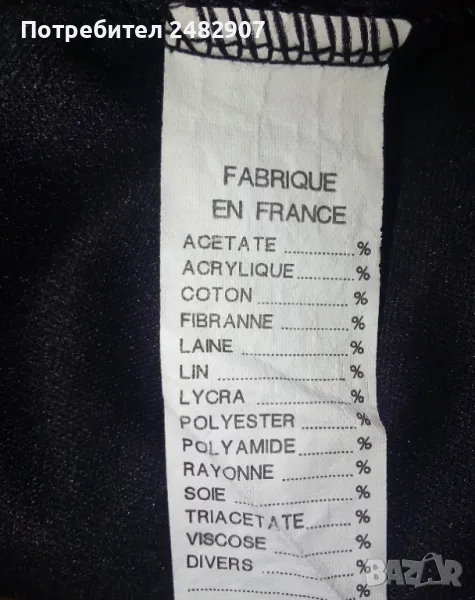 Потребител 2482907
FABRIQUE
EN FRANCE
ACETATE ............ %
ACRYLIQUE ............ %
COTON ............ %
FIBRANNE ............ %
LAINE ............ %
LIN ............ %
LYCRA ............ %
POLYESTER ............ %
POLYAMIDE ............ %
RAYONNE ............ %
SOIE ............ %
TRIACETATE ............ %
VISCOSE ............ %
DIVERS ............ %
............ %
BAZAR